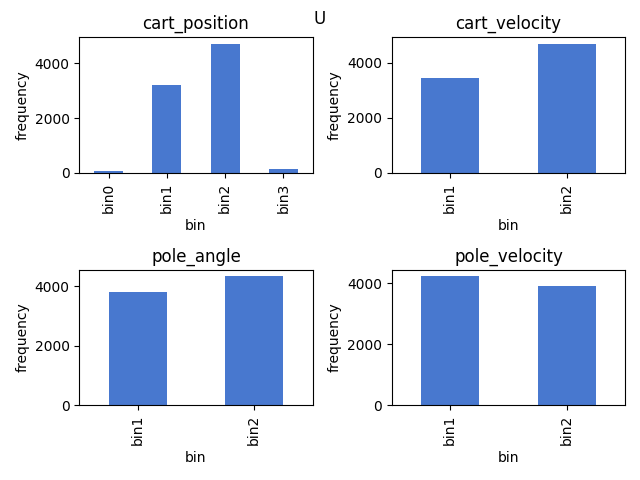 U
cart_position
frequency
4000
2000
0
bin0
bin1
bin2
bin3
bin
cart_velocity
frequency
4000
2000
0
bin1
bin2
bin
pole_angle
frequency
4000
2000
0
bin1
bin2
bin
pole_velocity
frequency
4000
2000
0
bin1
bin2
bin